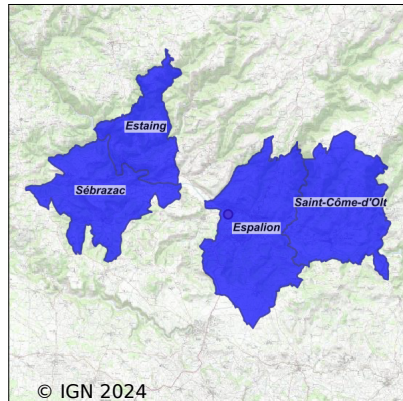 Estaing
Sébrazac
Saint-Côme-d'Olt
Espalion
© IGN 2024